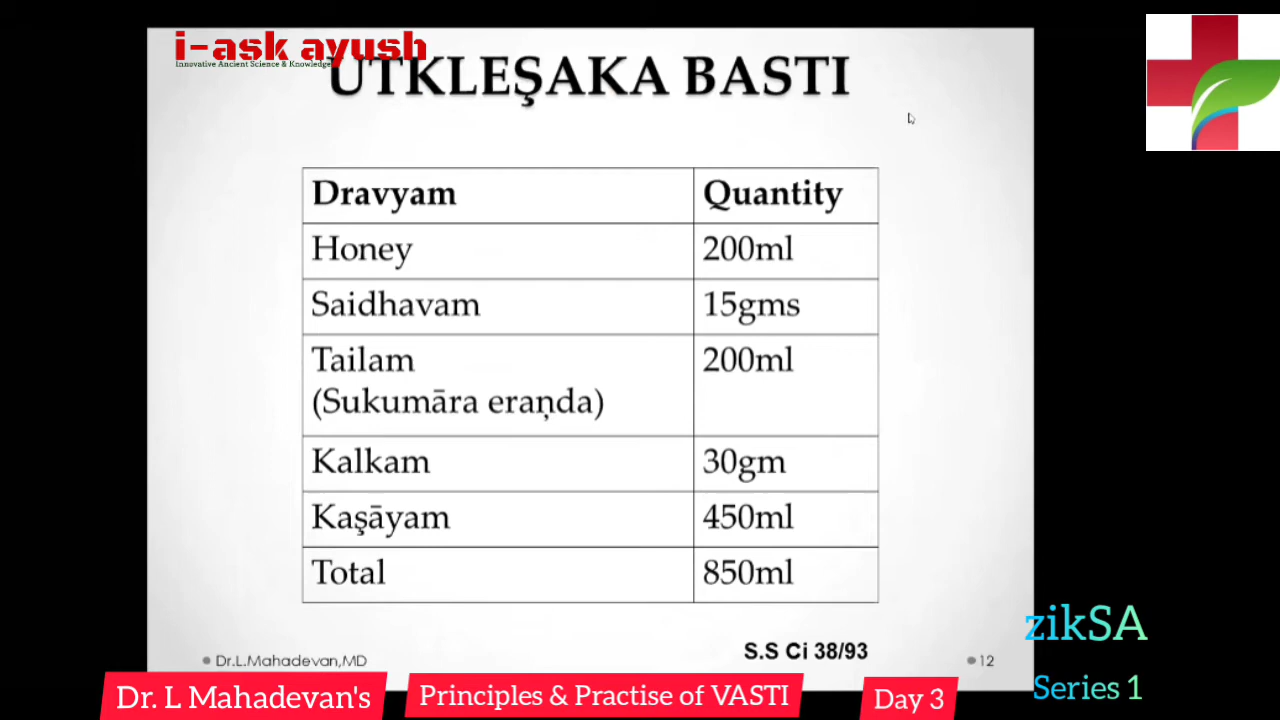 i-ask ayush
Innovative Ancient Science & Knowledge
UTKLEŞAKA BASTI
Dravyam Quantity
Honey 200ml
Saidhavam 15gms
Tailam 200ml
(Sukumāra eraṇda)
Kalkam 30gm
Kaşāyam 450ml
Total 850ml
S.S Ci 38/93
Dr.L.Mahadevan,MD
12
zikSA
Series 1
Dr. L Mahadevan's
Principles & Practise of VASTI
Day 3